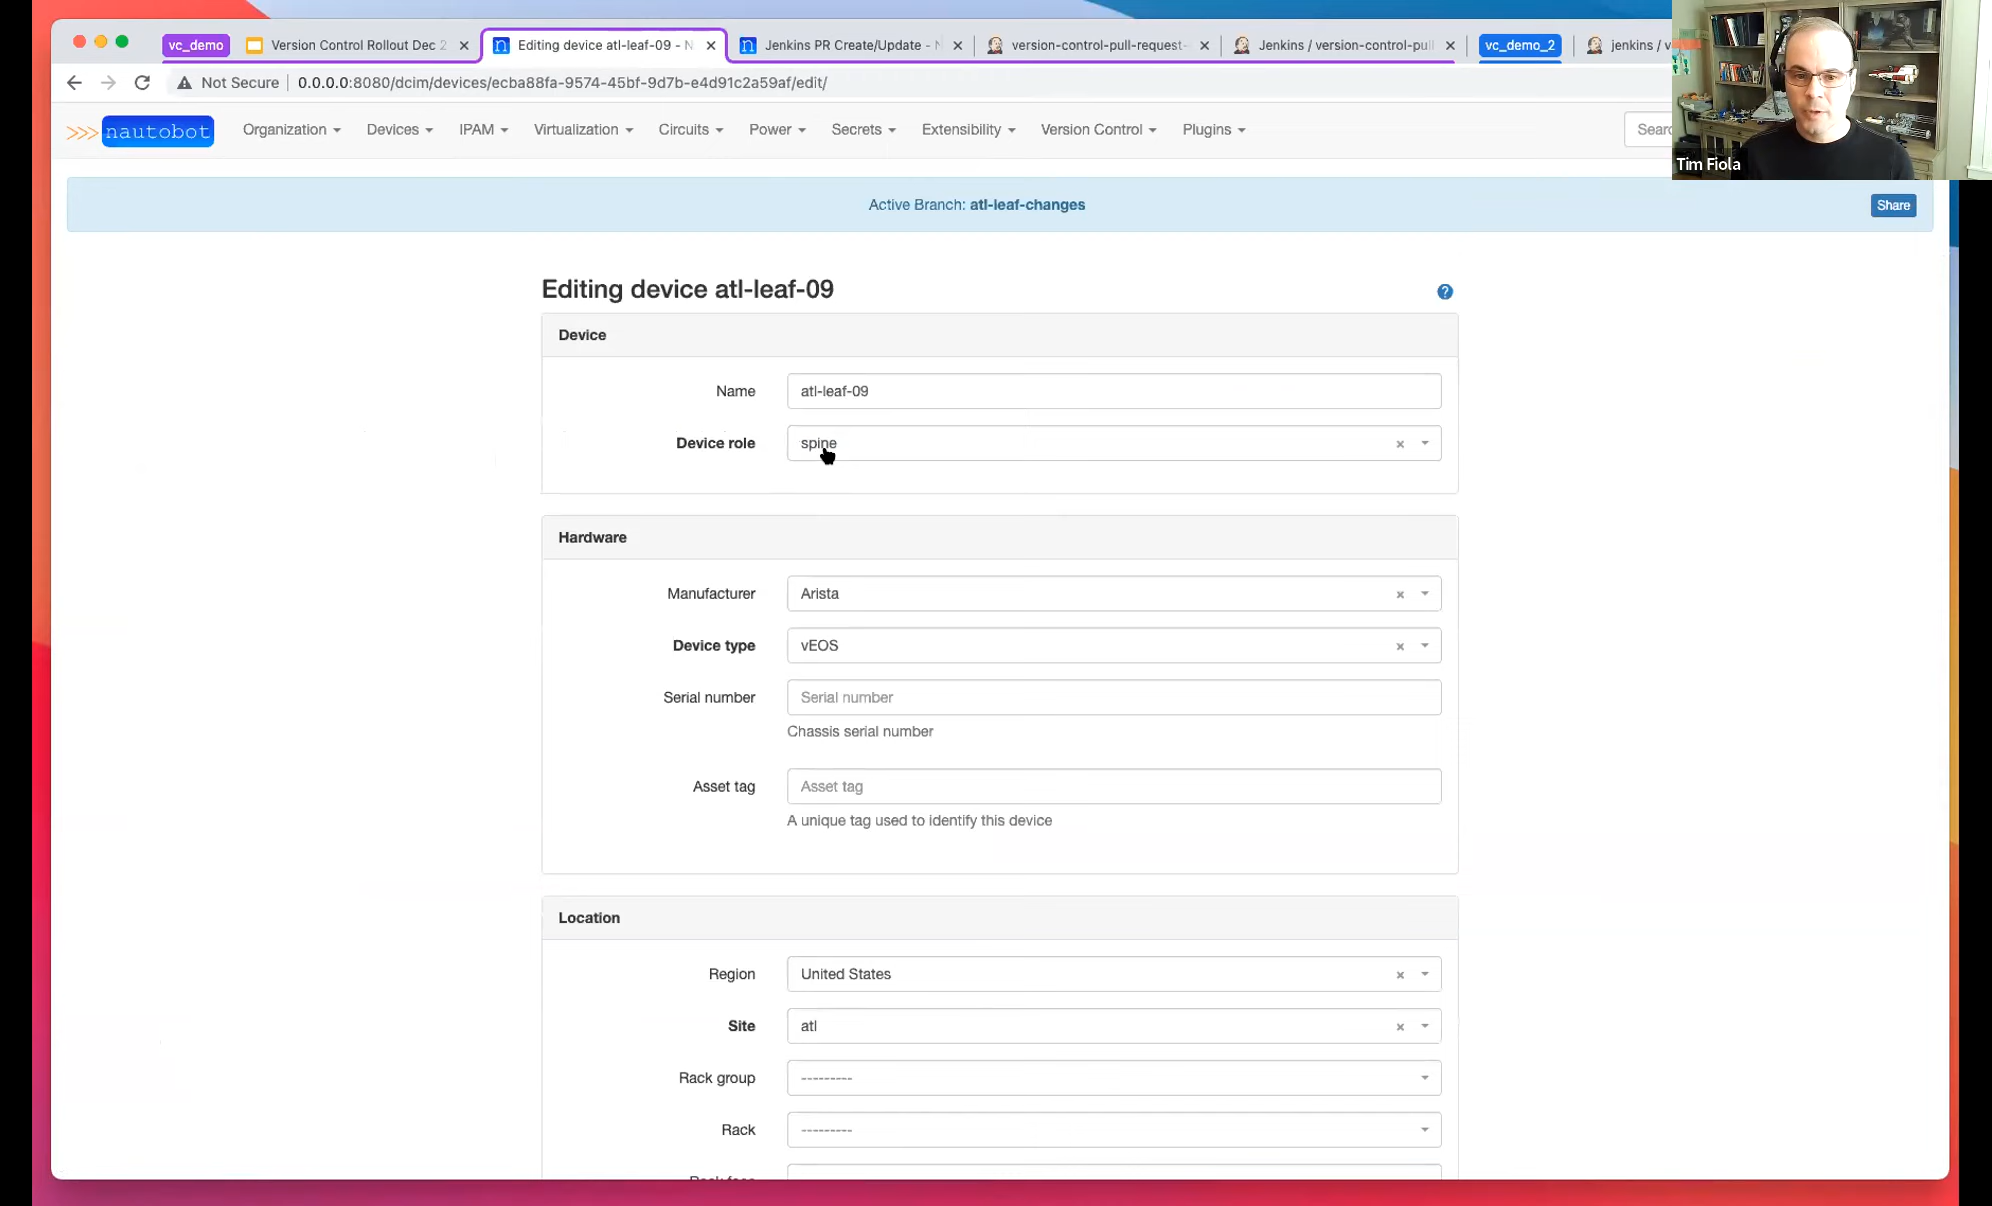 vc_demo
Version Control Rollout Dec 2
Editing device atl-leaf-09 - N
Jenkins PR Create/Update - N
version-control-pull-request-
Jenkins / version-control-pull
vc_demo_2
jenkins / v
Not Secure
0.0.0.0:8080/dcim/devices/ecba88fa-9574-45bf-9d7b-e4d91c2a59af/edit/
>>> nautobot
Organization
Devices
IPAM
Virtualization
Circuits
Power
Secrets
Extensibility
Version Control
Plugins
Searc
Tim Fiola
Active Branch: atl-leaf-changes
Share
Editing device atl-leaf-09
?
Device
Name
atl-leaf-09
Device role
spine
Hardware
Manufacturer
Arista
Device type
vEOS
Serial number
Serial number
Chassis serial number
Asset tag
Asset tag
A unique tag used to identify this device
Location
Region
United States
Site
atl
Rack group
---------
Rack
---------